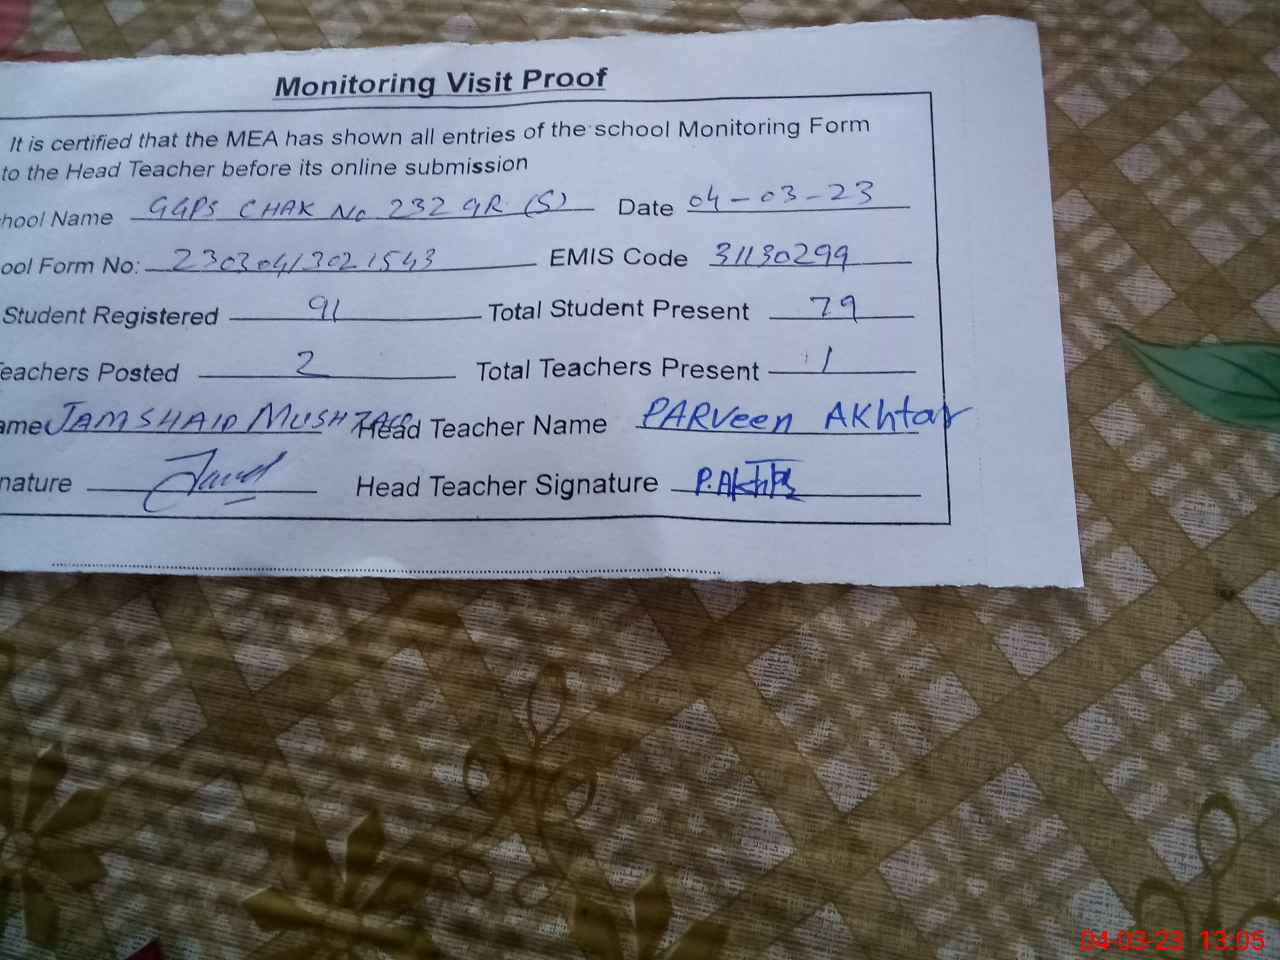 Monitoring Visit Proof
It is certified that the MEA has shown all entries of the school Monitoring Form
to the Head Teacher before its online submission
hool Name GGPS CHAK No 232 GR (S) Date 04-03-23
ool Form No: 230304/3021543 EMIS Code 31130299
Student Registered 91 Total Student Present 79
eachers Posted 2 Total Teachers Present 1
ame JAMSHAID Head Teacher Name PARVeen AKhtar
nature Head Teacher Signature P.Akhtar
04-03-23 13:05